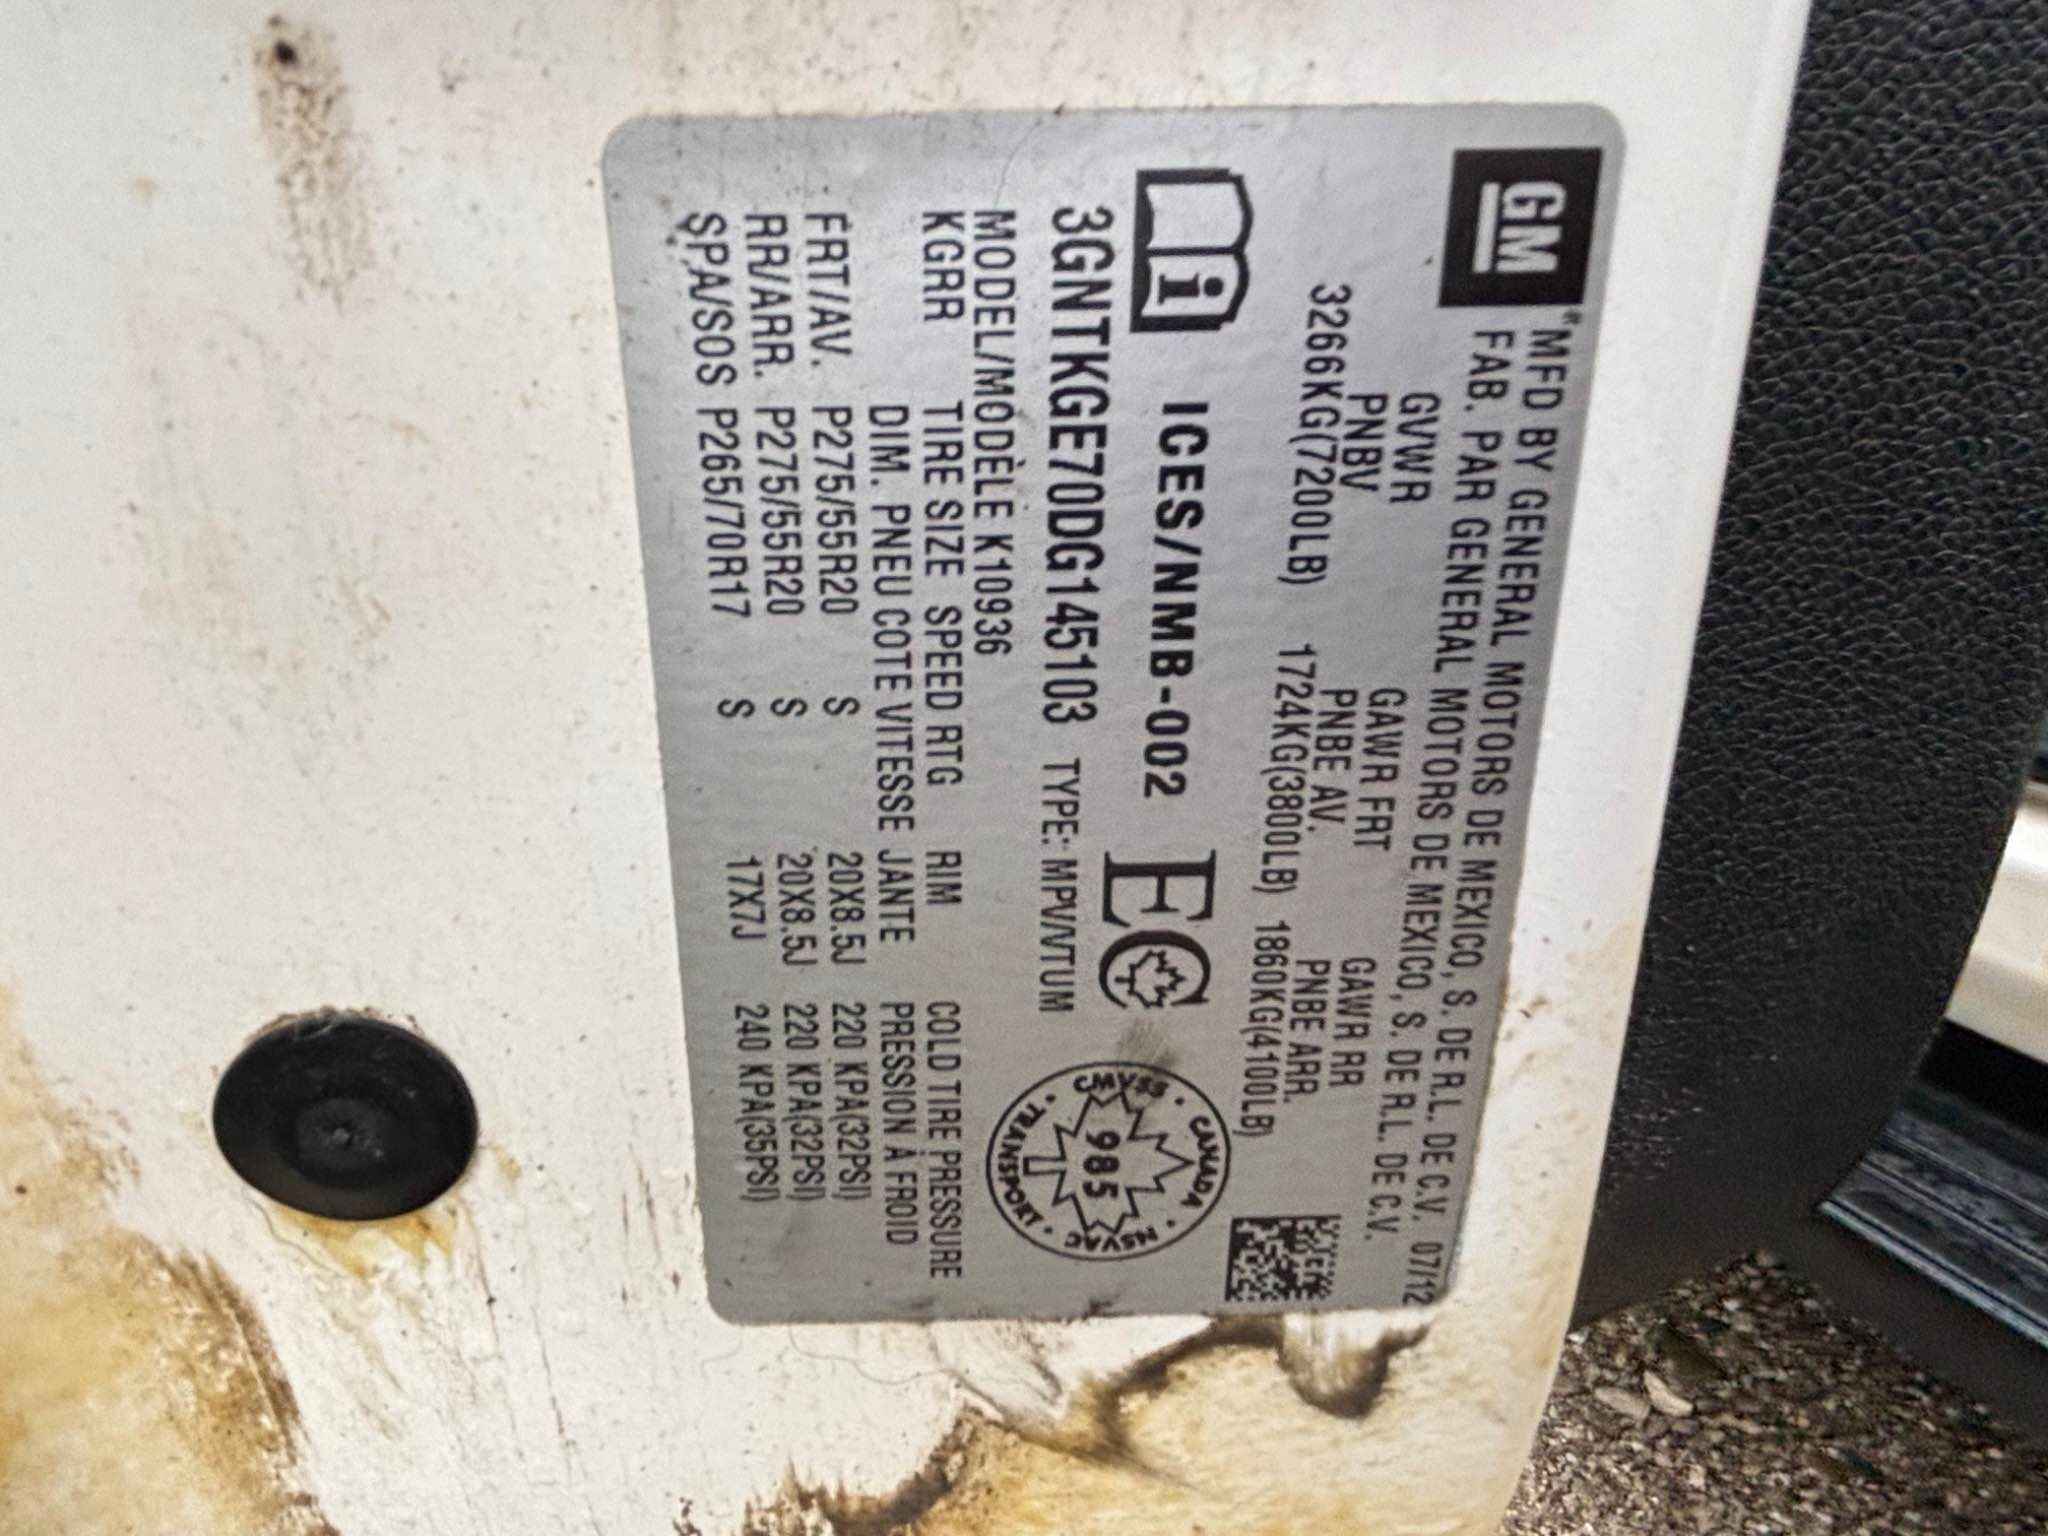 GM
*MFD BY GENERAL MOTORS DE MEXICO, S. DE R.L. DE C.V. 07/12
FAB. PAR GENERAL MOTORS DE MEXICO, S. DE R.L. DE C.V.
GVWR GAWR FRT GAWR RR
PNBV PNBE AV. PNBE ARR.
3266KG(7200LB) 1724KG(3800LB) 1860KG(4100LB)
i ICES/NMB-002 EC
CANADA • NSVAC • TRANSPORT • CMVSS •
985
3GNTKGE70DG145103 TYPE: MPV/VTUM
MODEL/MODÈLE K10936
KGRR TIRE SIZE SPEED RTG RIM COLD TIRE PRESSURE
DIM. PNEU COTE VITESSE JANTE PRESSION À FROID
FRT/AV. P275/55R20 S 20X8.5J 220 KPA(32PSI)
RR/ARR. P275/55R20 S 20X8.5J 220 KPA(32PSI)
SPA/SOS P265/70R17 S 17X7J 240 KPA(35PSI)